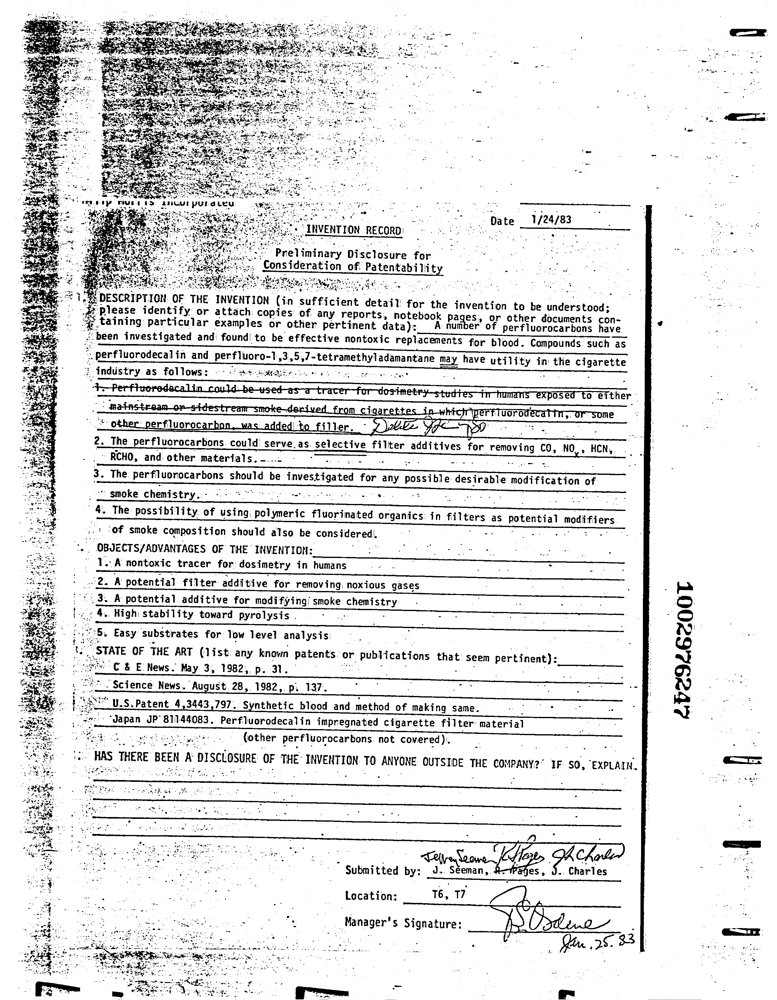 Incorporated
Date 1/24/83
INVENTION RECORD
Preliminary Disclosure for
Consideration of Patentability
DESCRIPTION OF THE INVENTION (in sufficient detail for the invention to be understood;
please identify or attach copies of any reports, notebook pages, or other documents con-
taining particular examples or other pertinent data): A number of perfluorocarbons have
been investigated and found to be effective nontoxic replacements for blood. Compounds such as
perfluorodecalin and perfluoro-1,3,5,7-tetramethyladamantane may have utility in the cigarette
industry as follows:
1. Perfluorodecalin could be used as a tracer for dosimetry studies in humans exposed to either
mainstream or sidestream smoke derived from cigarettes in which perfluorodecalin, or some
other perfluorocarbon, was added to filler. Delete
2. The perfluorocarbons could serve as selective filter additives for removing CO, NOx, HCN,
RCHO, and other materials.
3. The perfluorocarbons should be investigated for any possible desirable modification of
smoke chemistry.
4. The possibility of using polymeric fluorinated organics in filters as potential modifiers
of smoke composition should also be considered.
OBJECTS/ADVANTAGES OF THE INVENTION:
1. A nontoxic tracer for dosimetry in humans
2. A potential filter additive for removing noxious gases
3. A potential additive for modifying smoke chemistry
4. High stability toward pyrolysis
5. Easy substrates for low level analysis
STATE OF THE ART (list any known patents or publications that seem pertinent):
C & E News. May 3, 1982, p. 31.
Science News. August 28, 1982, p. 137.
U.S.Patent 4,3443,797. Synthetic blood and method of making same.
Japan JP 81144083. Perfluorodecalin impregnated cigarette filter material
(other perfluorocarbons not covered).
HAS THERE BEEN A DISCLOSURE OF THE INVENTION TO ANYONE OUTSIDE THE COMPANY? IF SO, EXPLAIN.
Submitted by: J. Seeman, R. Pages, J. Charles
Location: T6, T7
Manager's Signature:
Jan. 25. 83
1002976247